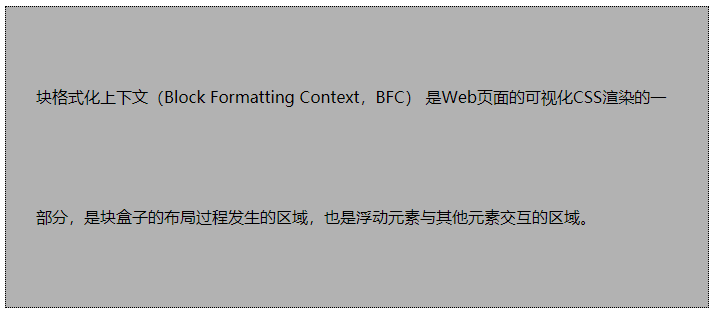 块格式化上下文（Block Formatting Context，BFC） 是Web页面的可视化CSS渲染的一
部分，是块盒子的布局过程发生的区域，也是浮动元素与其他元素交互的区域。